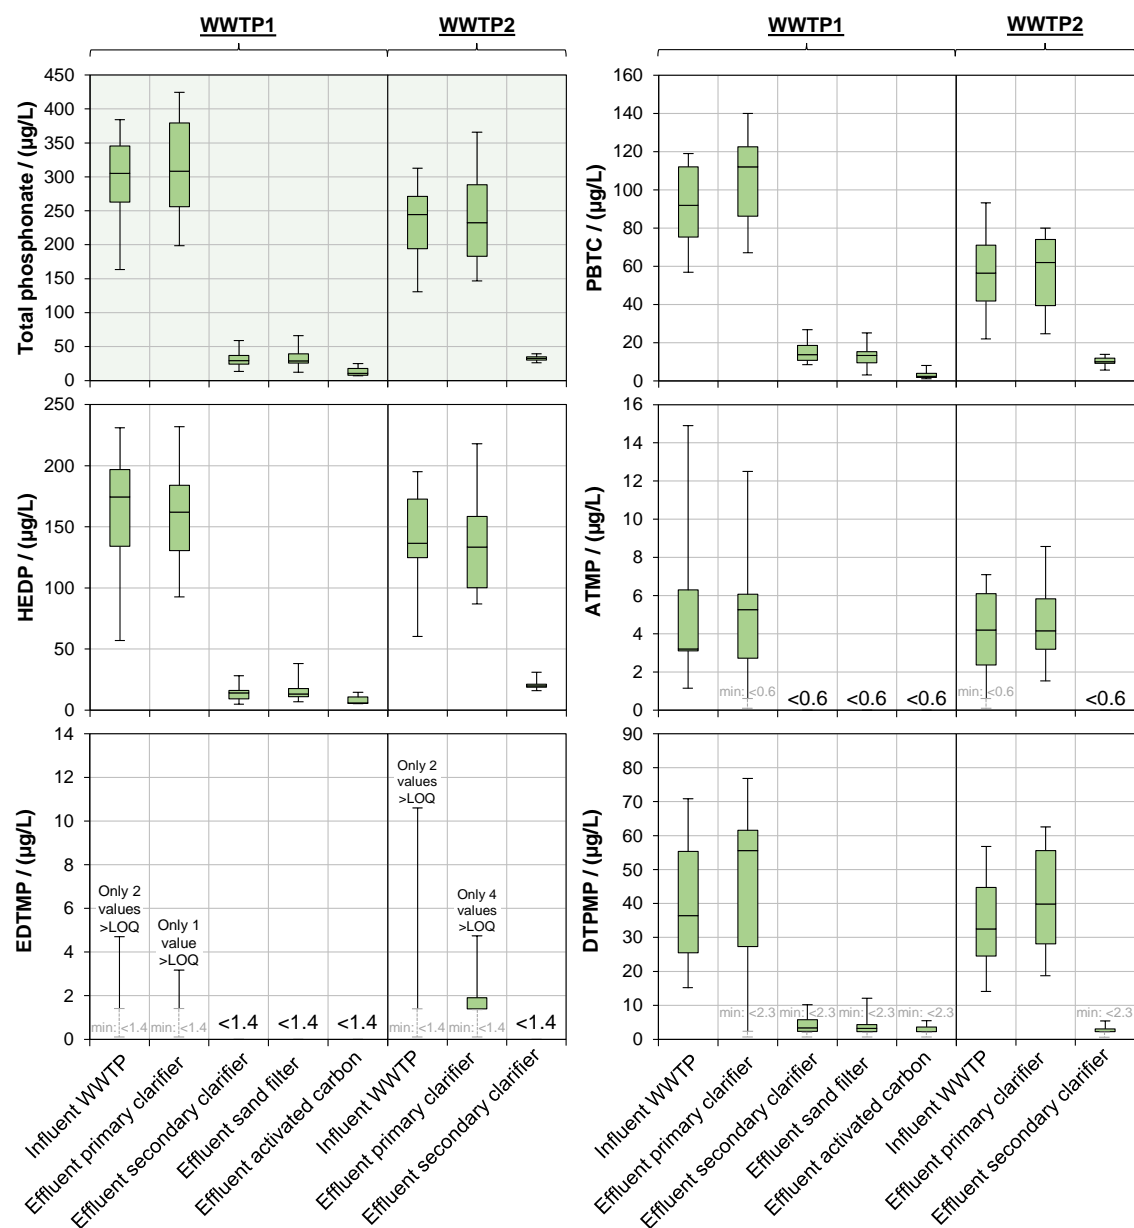 WWTP1
WWTP2
WWTP1
WWTP2
Total phosphonate / (µg/L)
450
400
350
300
250
200
150
100
50
0
PBTC / (µg/L)
160
140
120
100
80
60
40
20
0
HEDP / (µg/L)
250
200
150
100
50
0
ATMP / (µg/L)
16
14
12
10
8
6
4
2
0
min: <0.6
<0.6
<0.6
<0.6
min: <0.6
<0.6
EDTMP / (µg/L)
14
12
10
8
6
4
2
0
Only 2
values
>LOQ
Only 1
value
>LOQ
Only 2
values
>LOQ
Only 4
values
>LOQ
min: <1.4
min: <1.4
<1.4
<1.4
<1.4
min: <1.4
min: <1.4
<1.4
DTPMP / (µg/L)
90
80
70
60
50
40
30
20
10
0
min: <2.3
min: <2.3
min: <2.3
min: <2.3
min: <2.3
Influent WWTP
Effluent primary clarifier
Effluent secondary clarifier
Effluent sand filter
Effluent activated carbon
Influent WWTP
Effluent primary clarifier
Effluent secondary clarifier
Influent WWTP
Effluent primary clarifier
Effluent secondary clarifier
Effluent sand filter
Effluent activated carbon
Influent WWTP
Effluent primary clarifier
Effluent secondary clarifier